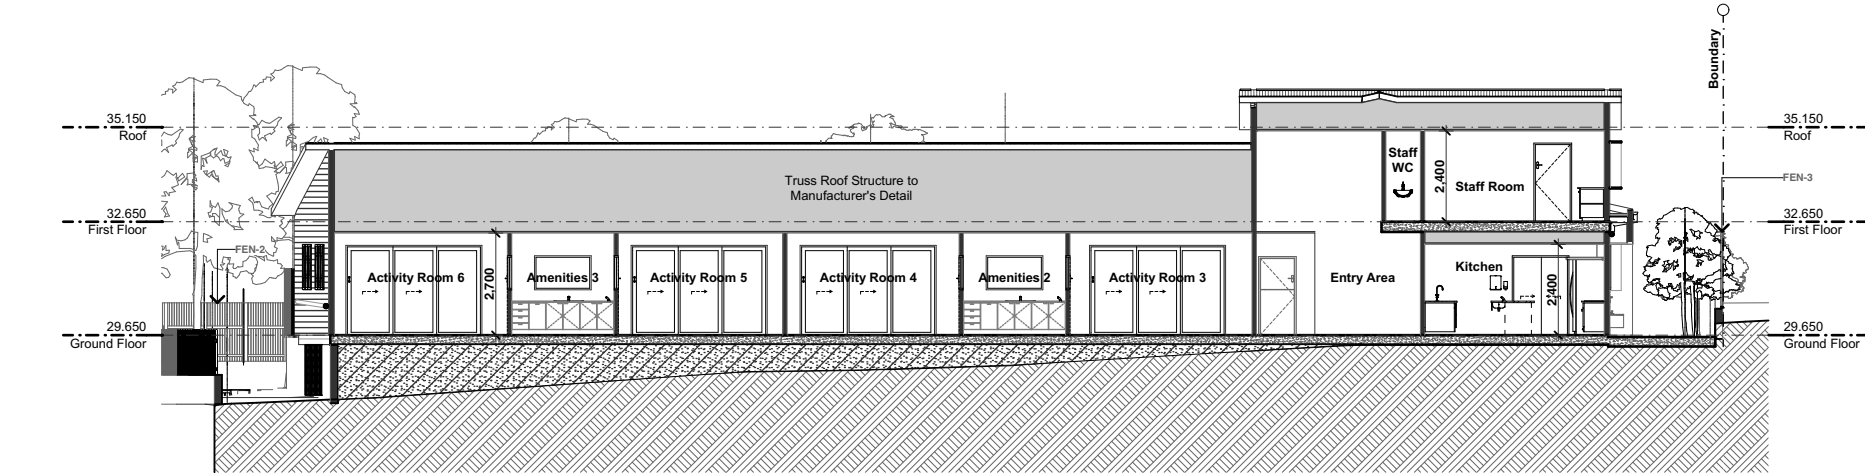 Boundary
35.150
Roof
35.150
Roof
Staff
WC
2,400
Staff Room
Truss Roof Structure to
Manufacturer's Detail
FEN-3
32.650
First Floor
32.650
First Floor
FEN-2
Activity Room 6
2,700
Amenities 3
Activity Room 5
Activity Room 4
Amenities 2
Activity Room 3
Entry Area
Kitchen
2,400
29.650
Ground Floor
29.650
Ground Floor